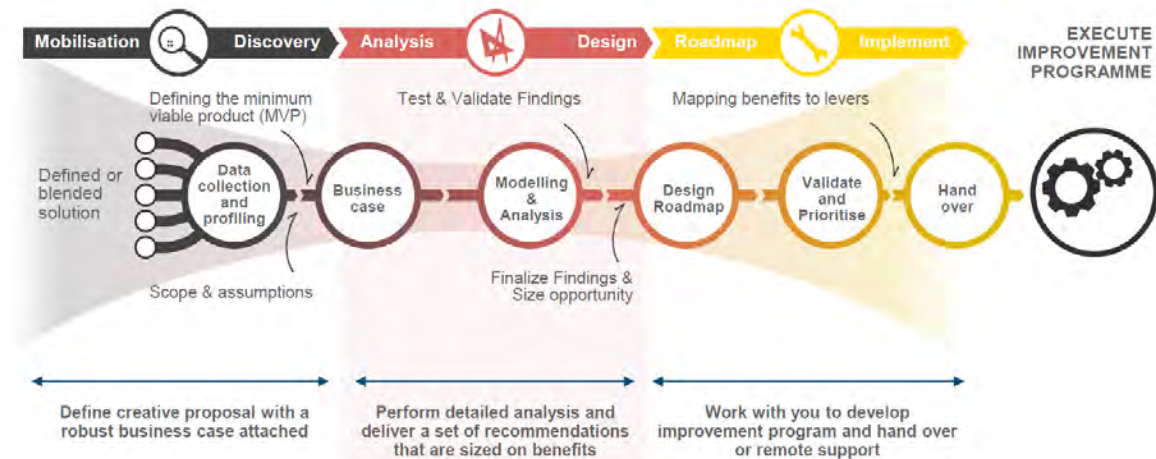 Mobilisation
Discovery
Analysis
Design
Roadmap
Implement
EXECUTE
IMPROVEMENT
PROGRAMME
Defining the minimum
viable product (MVP)
Test & Validate Findings
Mapping benefits to levers
Defined or
blended
solution
Data
collection
and
profiling
Business
case
Modelling
&
Analysis
Design
Roadmap
Validate
and
Prioritise
Hand
over
Scope & assumptions
Finalize Findings &
Size opportunity
Define creative proposal with a
robust business case attached
Perform detailed analysis and
deliver a set of recommendations
that are sized on benefits
Work with you to develop
improvement program and hand over
or remote support